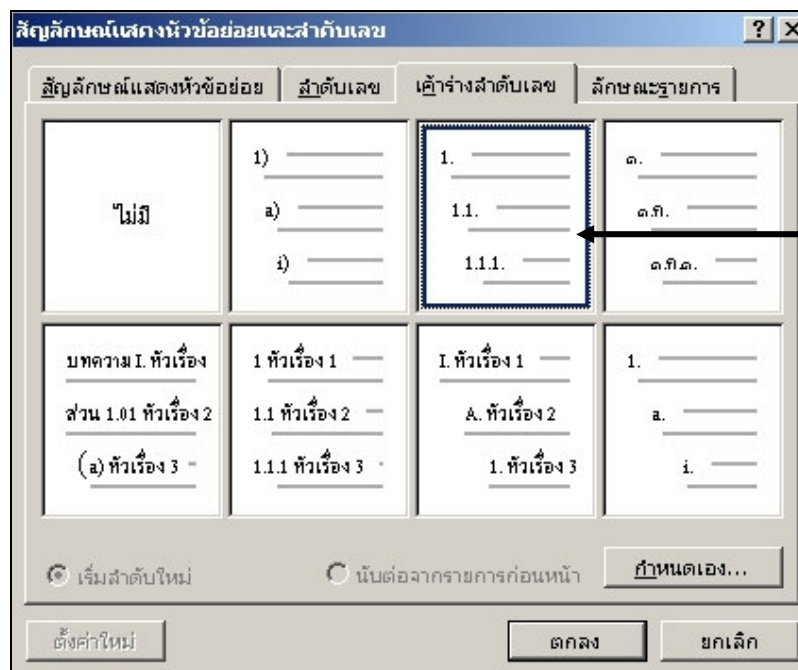 สัญลักษณ์แสดงหัวข้อย่อยและลำดับเลข
สัญลักษณ์แสดงหัวข้อย่อย ลำดับเลข เค้าร่างลำดับเลข ลักษณะรายการ
ไม่มี
1)
a)
i)
1.
1.1.
1.1.1.
๑.
๑.ก.
๑.ก.๑.
บทความ I. หัวเรื่อง
ส่วน 1.01 หัวเรื่อง 2
(a) หัวเรื่อง 3
1 หัวเรื่อง 1
1.1 หัวเรื่อง 2
1.1.1 หัวเรื่อง 3
I. หัวเรื่อง 1
A. หัวเรื่อง 2
1. หัวเรื่อง 3
1.
a.
i.
เริ่มลำดับใหม่ นับต่อจากรายการก่อนหน้า กำหนดเอง...
ตั้งค่าใหม่ ตกลง ยกเลิก